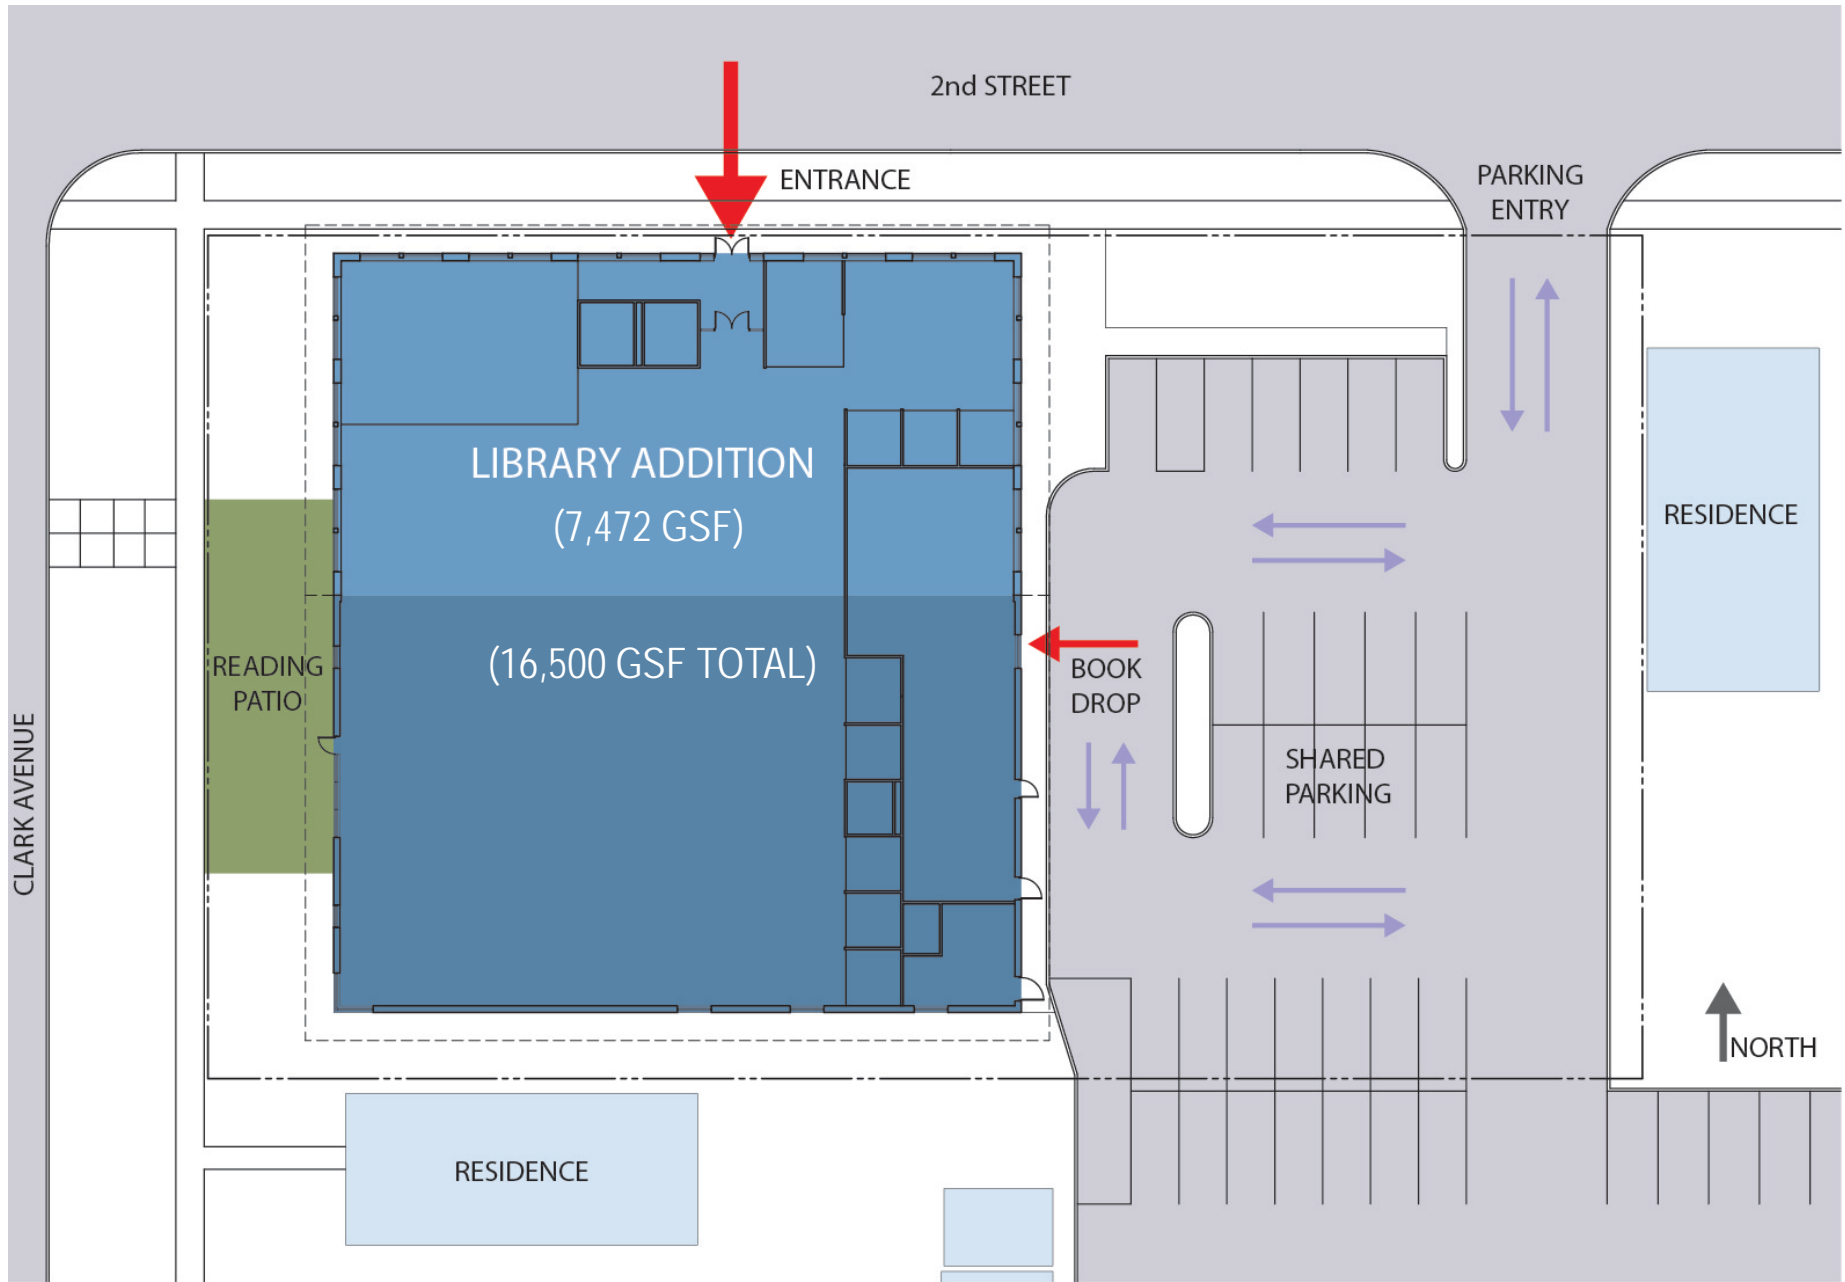 2nd STREET
ENTRANCE
PARKING
ENTRY
LIBRARY ADDITION
(7,472 GSF)
RESIDENCE
(16,500 GSF TOTAL)
READING
PATIO
BOOK
DROP
SHARED
PARKING
CLARK AVENUE
NORTH
RESIDENCE